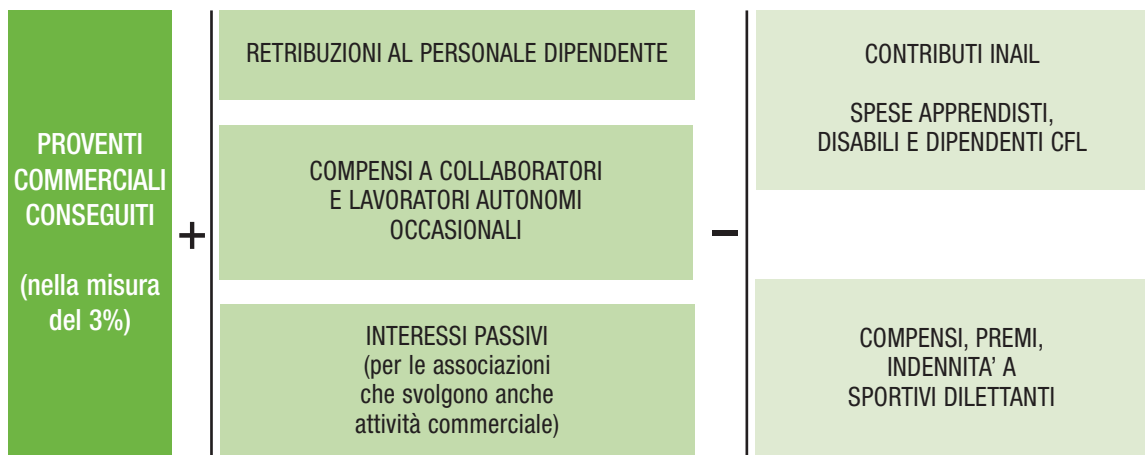 PROVENTI
COMMERCIALI
CONSEGUITI
(nella misura
del 3%)
+
RETRIBUZIONI AL PERSONALE DIPENDENTE
COMPENSI A COLLABORATORI
E LAVORATORI AUTONOMI
OCCASIONALI
INTERESSI PASSIVI
(per le associazioni
che svolgono anche
attività commerciale)
–
CONTRIBUTI INAIL
SPESE APPRENDISTI,
DISABILI E DIPENDENTI CFL
COMPENSI, PREMI,
INDENNITA’ A
SPORTIVI DILETTANTI